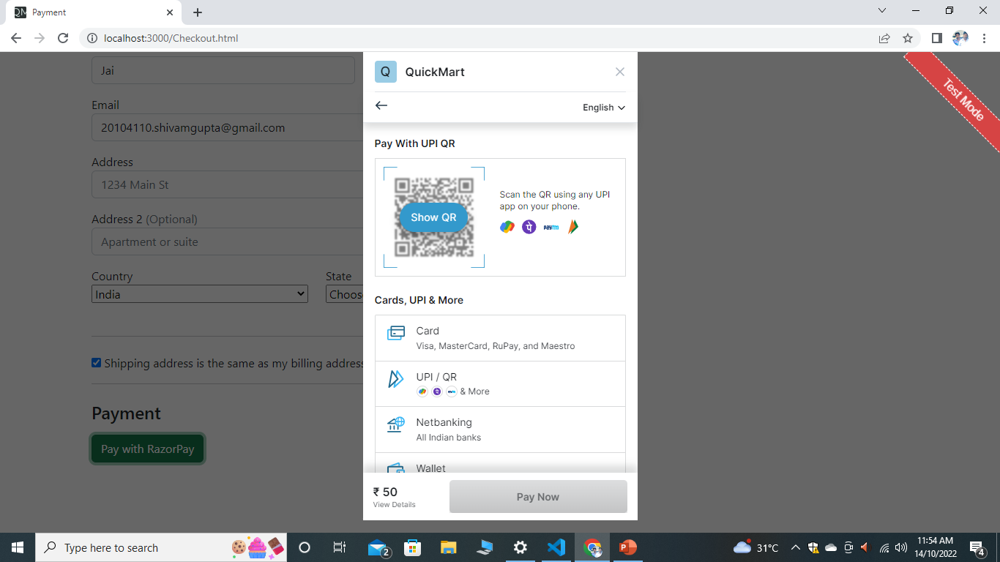 QM Payment
localhost:3000/Checkout.html
Test Mode
Jai
Email
20104110.shivamgupta@gmail.com
Address
1234 Main St
Address 2 (Optional)
Apartment or suite
Country
State
India
Choos
Shipping address is the same as my billing address
Payment
Pay with RazorPay
Q QuickMart
English
Pay With UPI QR
Show QR
Scan the QR using any UPI
app on your phone.
पे paytm
Cards, UPI & More
Card
Visa, MasterCard, RuPay, and Maestro
UPI / QR
पे paytm & More
Netbanking
All Indian banks
Wallet
₹ 50
View Details
Pay Now
Type here to search
2
31°C
11:54 AM
14/10/2022
4